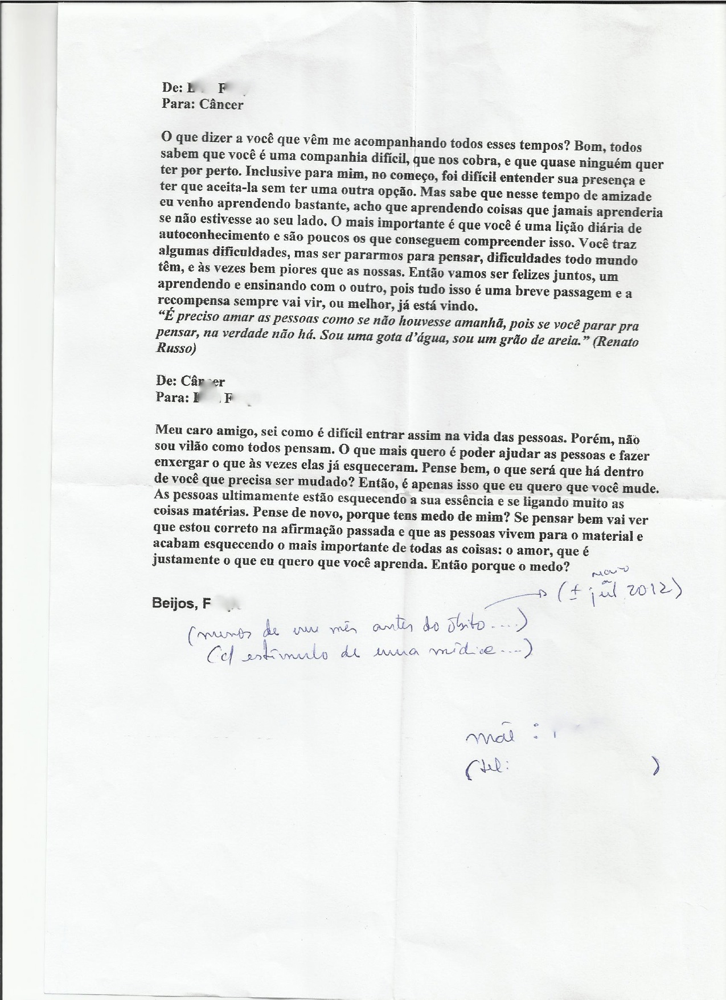 De: L F
Para: Câncer
O que dizer a você que vêm me acompanhando todos esses tempos? Bom, todos
sabem que você é uma companhia difícil, que nos cobra, e que quase ninguém quer
ter por perto. Inclusive para mim, no começo, foi difícil entender sua presença e
ter que aceita-la sem ter uma outra opção. Mas sabe que nesse tempo de amizade
eu venho aprendendo bastante, acho que aprendendo coisas que jamais aprenderia
se não estivesse ao seu lado. O mais importante é que você é uma lição diária de
autoconhecimento e são poucos os que conseguem compreender isso. Você traz
algumas dificuldades, mas ser pararmos para pensar, dificuldades todo mundo
têm, e às vezes bem piores que as nossas. Então vamos ser felizes juntos, um
aprendendo e ensinando com o outro, pois tudo isso é uma breve passagem e a
recompensa sempre vai vir, ou melhor, já está vindo.
“É preciso amar as pessoas como se não houvesse amanhã, pois se você parar pra
pensar, na verdade não há. Sou uma gota d’água, sou um grão de areia.” (Renato
Russo)
De: Câncer
Para: F
Meu caro amigo, sei como é difícil entrar assim na vida das pessoas. Porém, não
sou vilão como todos pensam. O que mais quero é poder ajudar as pessoas e fazer
enxergar o que às vezes elas já esqueceram. Pense bem, o que será que há dentro
de você que precisa ser mudado? Então, é apenas isso que eu quero que você mude.
As pessoas ultimamente estão esquecendo a sua essência e se ligando muito as
coisas matérias. Pense de novo, porque tens medo de mim? Se pensar bem vai ver
que estou correto na afirmação passada e que as pessoas vivem para o material e
acabam esquecendo o mais importante de todas as coisas: o amor, que é
justamente o que eu quero que você aprenda. Então porque o medo?
maio
(± jul 2012)
Beijos, F
(menos de um mês antes do óbito....)
(c/ estímulo de uma médica....)
mãe :
(tel: )